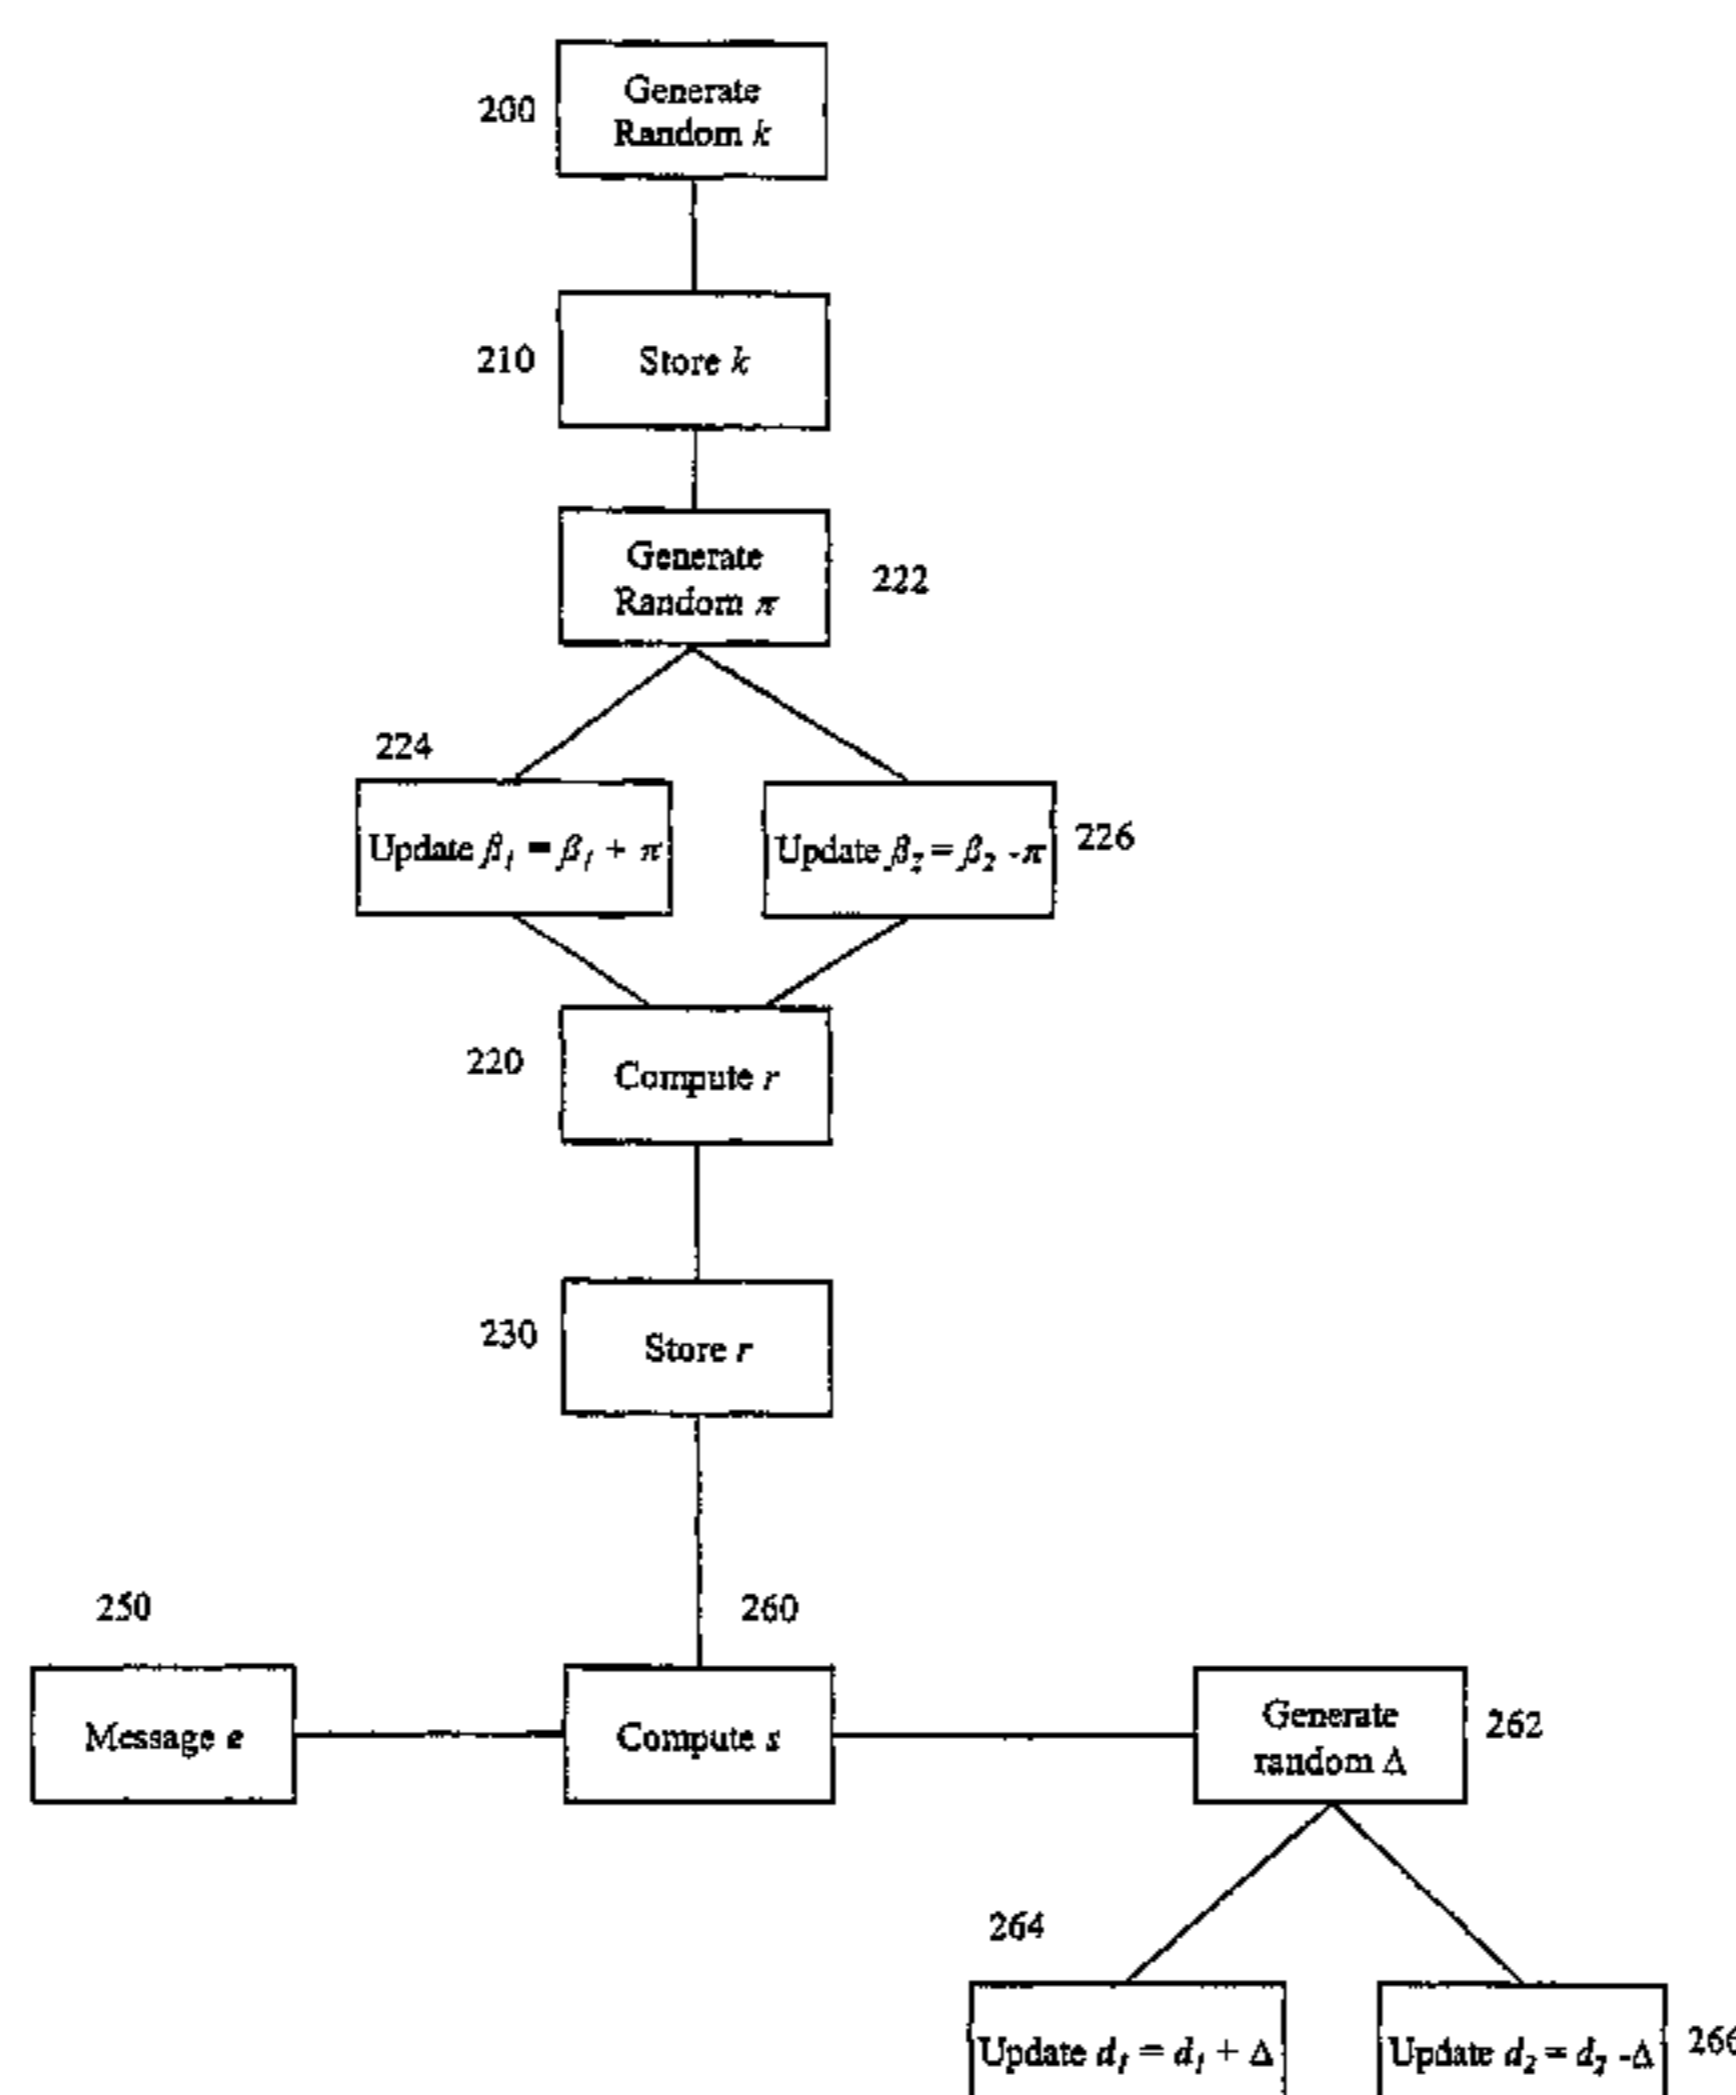 200
Generate
Random k
210
Store k
Generate
Random π
222
224
Update β₁ = β₁ + π
Update β₂ = β₂ -π
226
220
Compute r
230
Store r
250
260
Message e
Compute s
Generate
random Δ
262
264
Update d₁ = d₁ + Δ
Update d₂ = d₂ -Δ
266